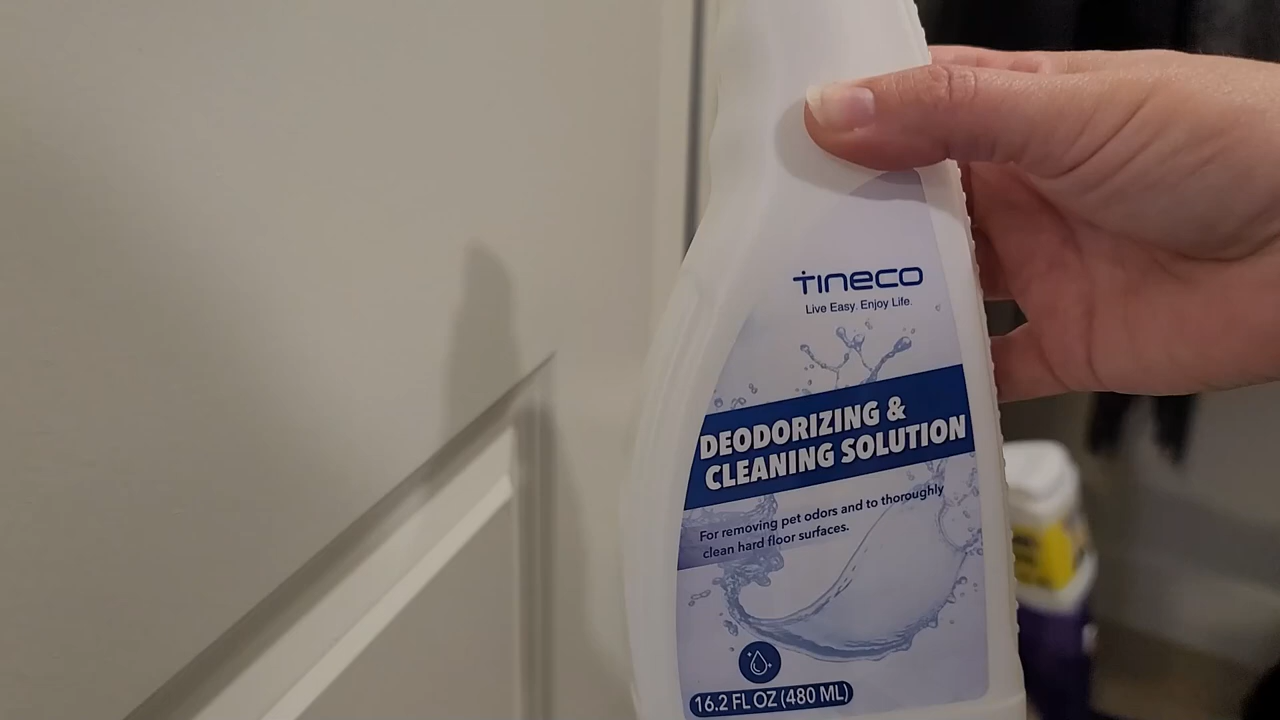 tineco
Live Easy. Enjoy Life.
DEODORIZING &
CLEANING SOLUTION
For removing pet odors and to thoroughly
clean hard floor surfaces.
16.2 FL OZ (480 ML)